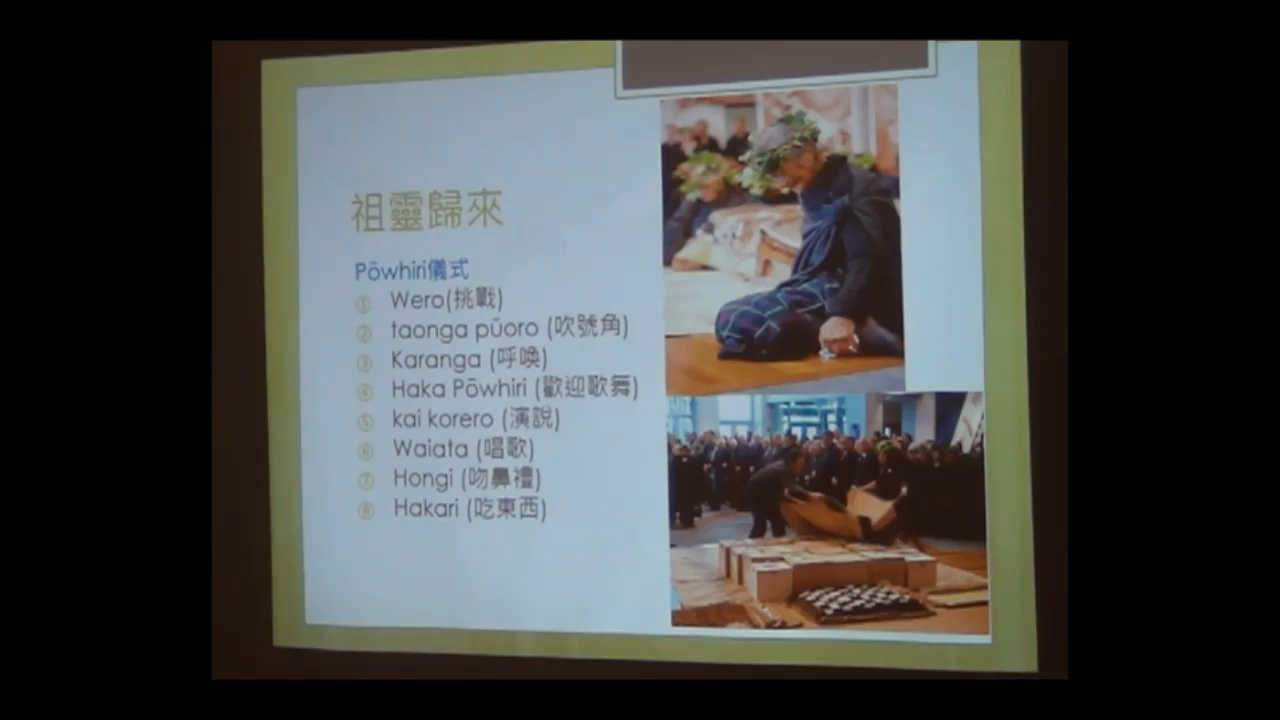 祖靈歸來
Pōwhiri儀式
① Wero(挑戰)
② taonga pūoro (吹號角)
③ Karanga (呼喚)
④ Haka Pōwhiri (歡迎歌舞)
⑤ kai korero (演說)
⑥ Waiata (唱歌)
⑦ Hongi (吻鼻禮)
⑧ Hakari (吃東西)